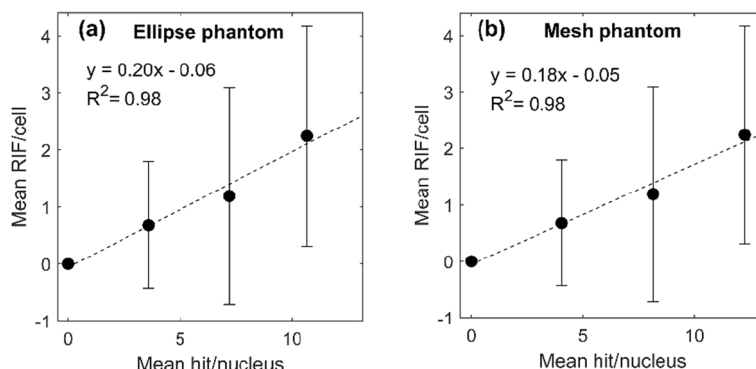 (a) Ellipse phantom
y = 0.20x - 0.06
R2= 0.98
Mean RIF/cell
4
3
2
1
0
-1
0 5 10
Mean hit/nucleus
(b) Mesh phantom
y = 0.18x - 0.05
R2= 0.98
Mean RIF/cell
4
3
2
1
0
-1
0 5 10
Mean hit/nucleus